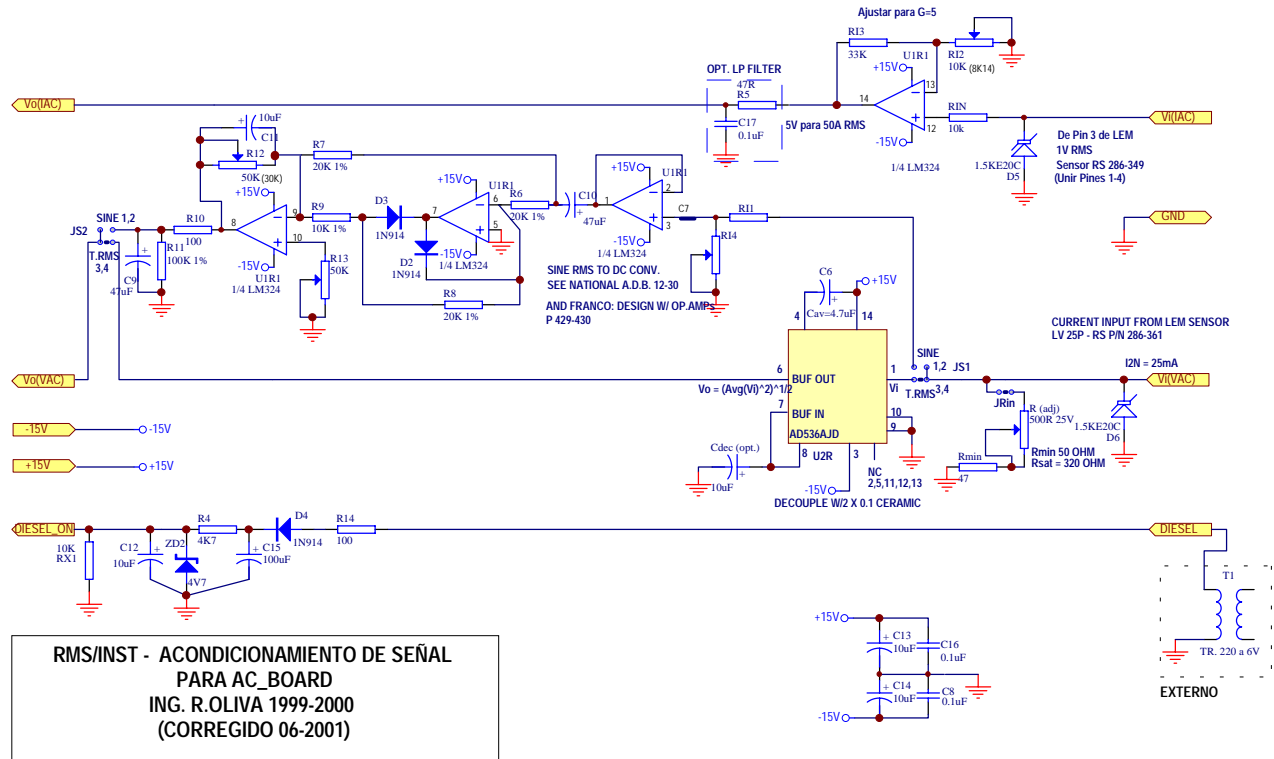 Ajustar para G=5
RI3
33K
RI2
10K (8K14)
+15V
U1R1
13
14
12
-15V
1/4 LM324
RIN
10k
OPT. LP FILTER
47R
R5
C17
0.1uF
5V para 50A RMS
Vo(IAC)
Vi(IAC)
De Pin 3 de LEM
1V RMS
Sensor RS 286-349
(Unir Pines 1-4)
1.5KE20C
D5
GND
10uF
C11
R12
50K (30K)
R7
20K 1%
+15V
8
9
10
-15V
U1R1
1/4 LM324
R9
10K 1%
R13
50K
D3
1N914
D2
1N914
+15V
U1R1
7
6
5
-15V
1/4 LM324
R6
20K 1%
R8
20K 1%
C10
47uF
+15V
U1R1
1
2
3
-15V
1/4 LM324
C7
RI1
RI4
SINE 1,2
JS2
T.RMS
3,4
R10
100
R11
100K 1%
C9
47uF
SINE RMS TO DC CONV.
SEE NATIONAL A.D.B. 12-30
AND FRANCO: DESIGN W/ OP.AMPs
P 429-430
C6
+15V
Cav=4.7uF
4
14
6
BUF OUT
1
Vi
Vo = (Avg(Vi)^2)^1/2
7
BUF IN
10
9
AD536AJD
8
U2R
3
NC
2,5,11,12,13
Cdec (opt.)
10uF
-15V
DECOUPLE W/2 X 0.1 CERAMIC
SINE
1,2
JS1
T.RMS
3,4
CURRENT INPUT FROM LEM SENSOR
LV 25P - RS P/N 286-361
I2N = 25mA
JRin
R (adj)
500R 25V
1.5KE20C
D6
Rmin 50 OHM
Rsat = 320 OHM
Rmin
47
Vo(VAC)
Vi(VAC)
-15V
-15V
+15V
+15V
DIESEL_ON
10K
RX1
C12
10uF
ZD2
4V7
R4
4K7
C15
100uF
D4
1N914
R14
100
DIESEL
T1
TR. 220 a 6V
EXTERNO
+15V
C13
10uF
C16
0.1uF
C14
10uF
C8
0.1uF
-15V
RMS/INST - ACONDICIONAMIENTO DE SEÑAL
PARA AC_BOARD
ING. R.OLIVA 1999-2000
(CORREGIDO 06-2001)